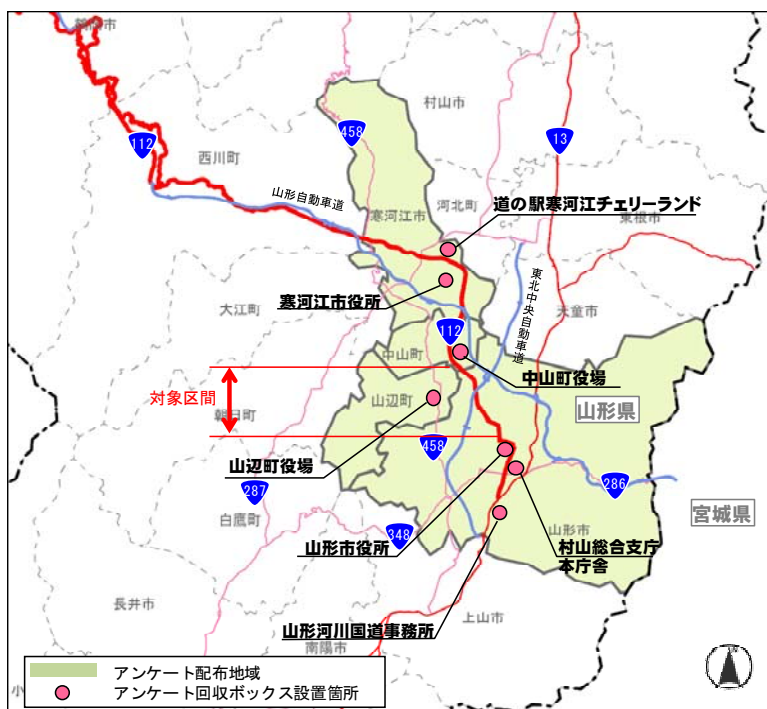 鶴岡市
村山市
458
13
112
西川町
山形自動車道
河北町
寒河江市
道の駅寒河江チェリーランド
東根市
東北中央自動車道
大江町
寒河江市役所
天童市
112
中山町
中山町役場
対象区間
朝日町
山辺町
山形県
山辺町役場
458
287
286
白鷹町
宮城県
山形市役所
348
山形市
村山総合支庁
本庁舎
長井市
山形河川国道事務所
上山市
南陽市
小
アンケート配布地域
アンケート回収ボックス設置箇所